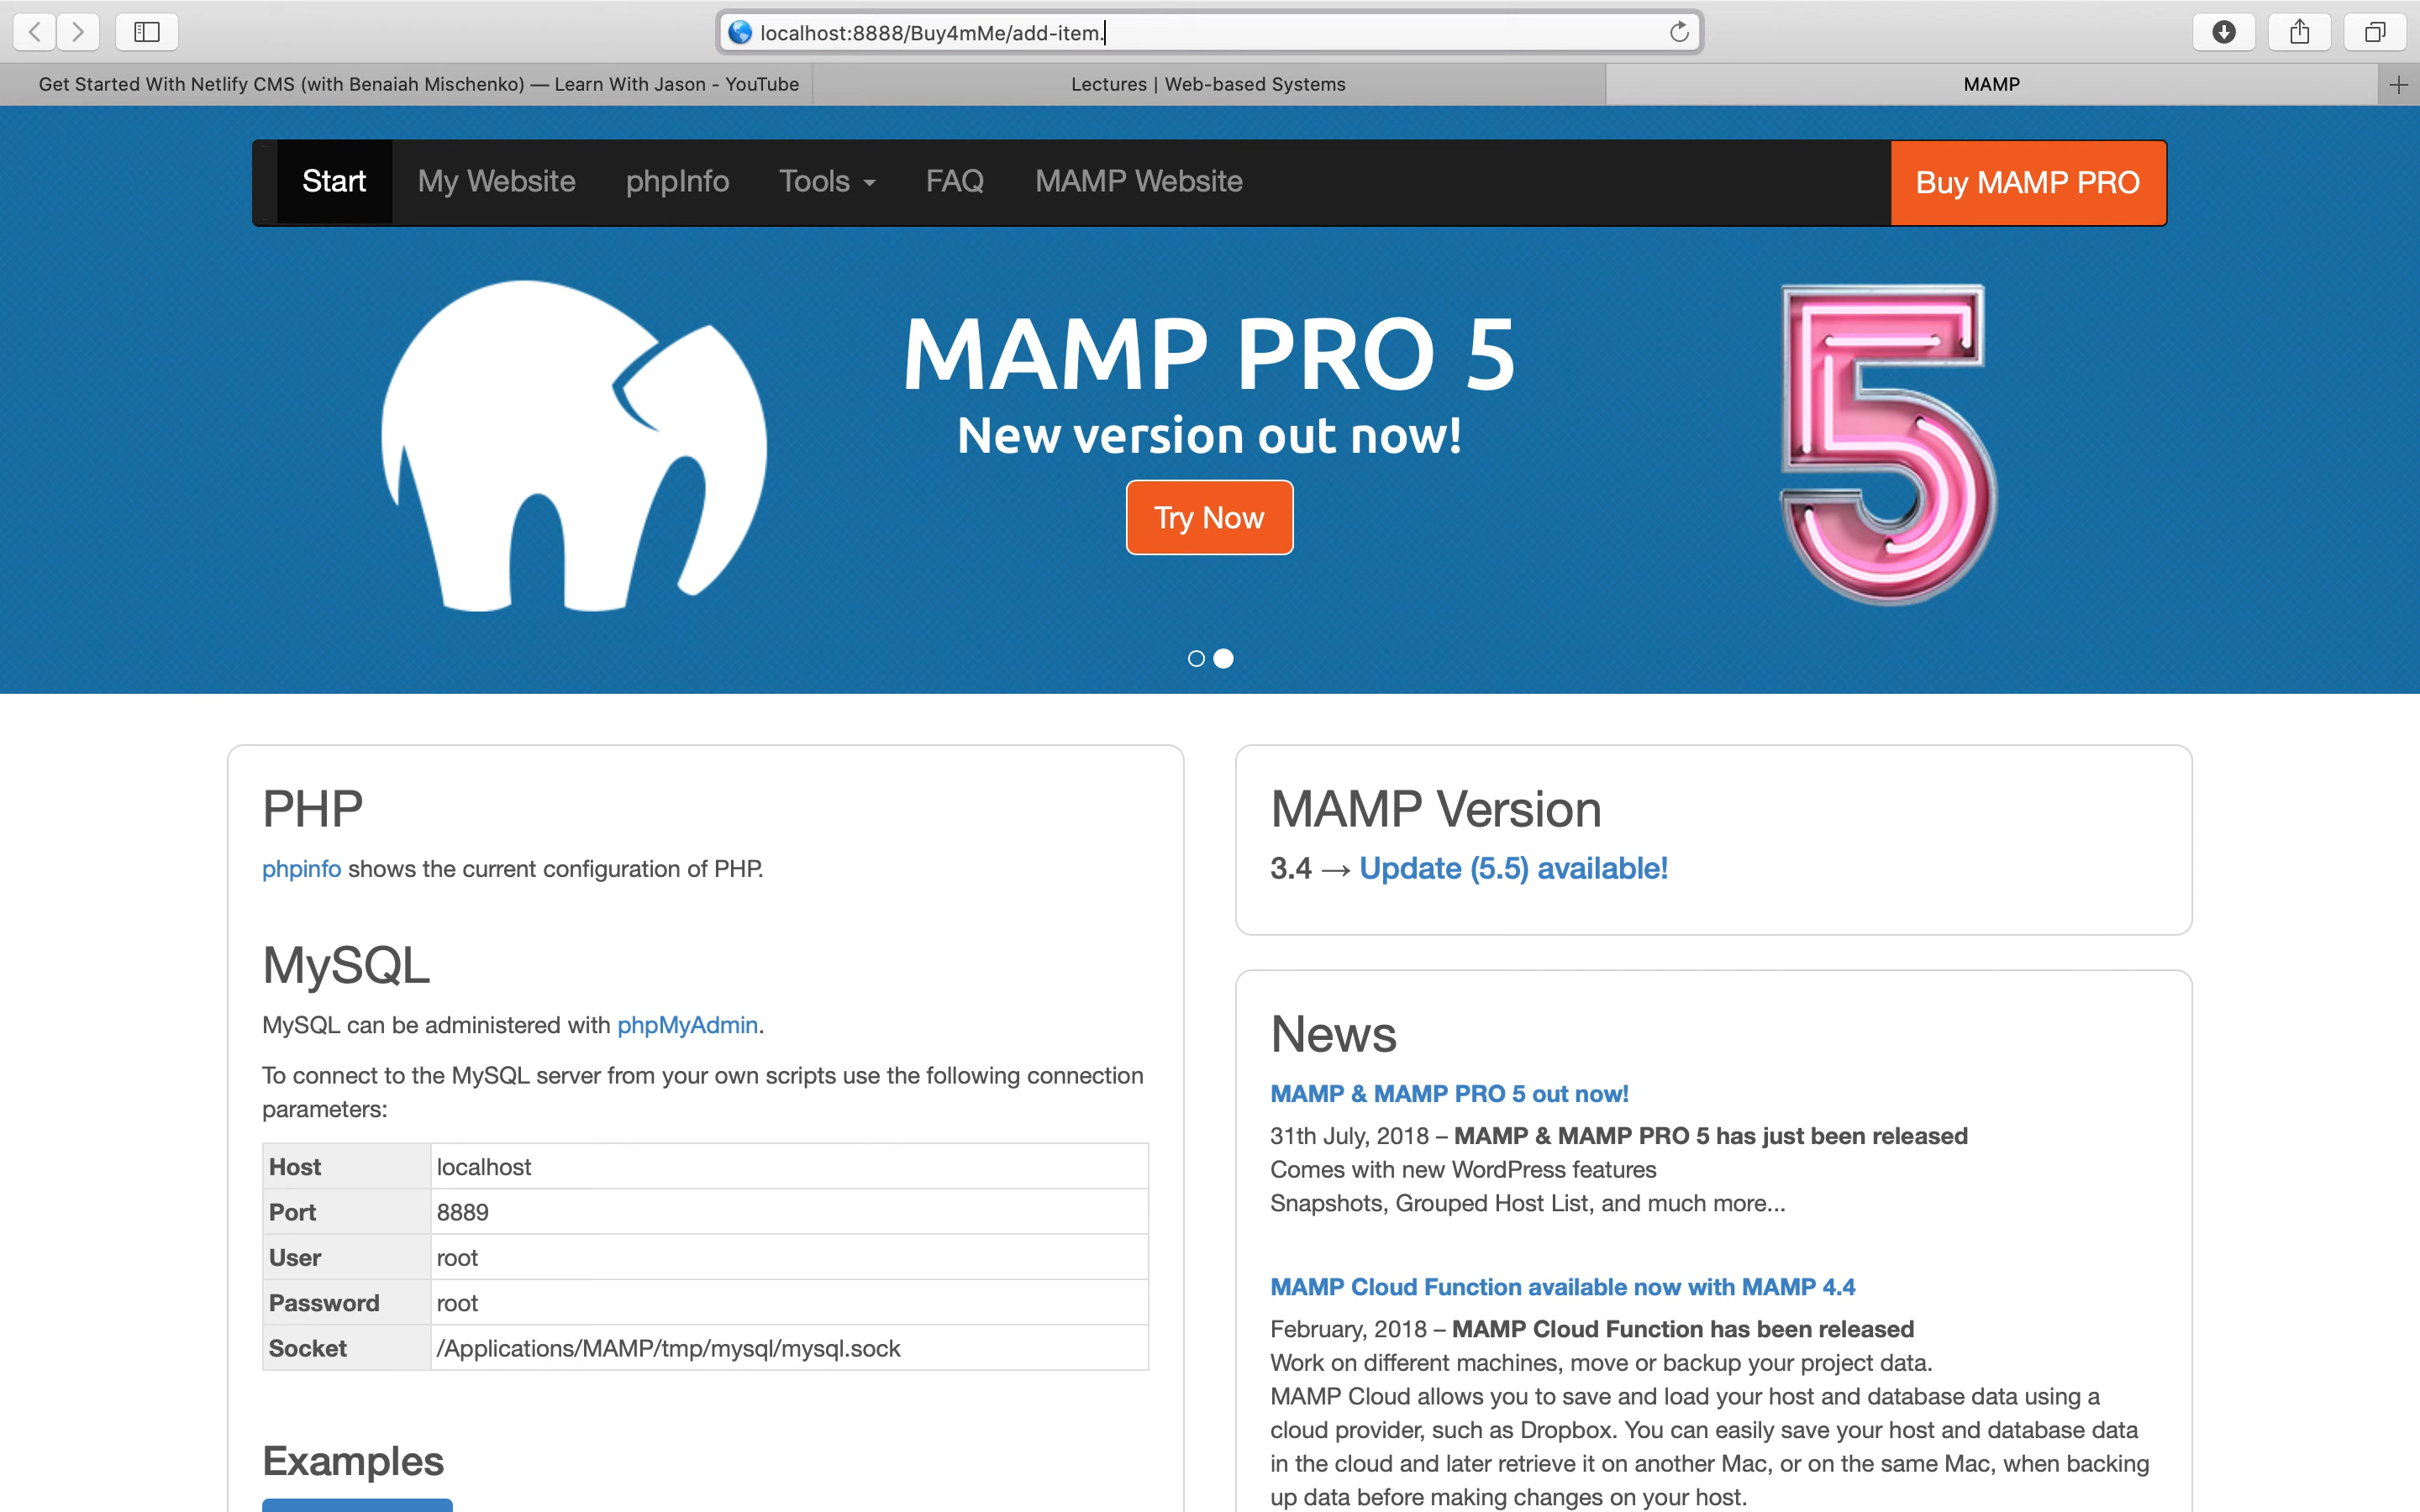 localhost:8888/Buy4mMe/add-item.
Get Started With Netlify CMS (with Benaiah Mischenko) — Learn With Jason - YouTube
Lectures | Web-based Systems
MAMP
Start
My Website
phpInfo
Tools
FAQ
MAMP Website
Buy MAMP PRO
MAMP PRO 5
New version out now!
Try Now
5
PHP
phpinfo shows the current configuration of PHP.
MySQL
MySQL can be administered with phpMyAdmin.
To connect to the MySQL server from your own scripts use the following connection
parameters:
Host localhost
Port 8889
User root
Password root
Socket /Applications/MAMP/tmp/mysql/mysql.sock
Examples
MAMP Version
3.4 → Update (5.5) available!
News
MAMP & MAMP PRO 5 out now!
31th July, 2018 – MAMP & MAMP PRO 5 has just been released
Comes with new WordPress features
Snapshots, Grouped Host List, and much more...
MAMP Cloud Function available now with MAMP 4.4
February, 2018 – MAMP Cloud Function has been released
Work on different machines, move or backup your project data.
MAMP Cloud allows you to save and load your host and database data using a
cloud provider, such as Dropbox. You can easily save your host and database data
in the cloud and later retrieve it on another Mac, or on the same Mac, when backing
up data before making changes on your host.